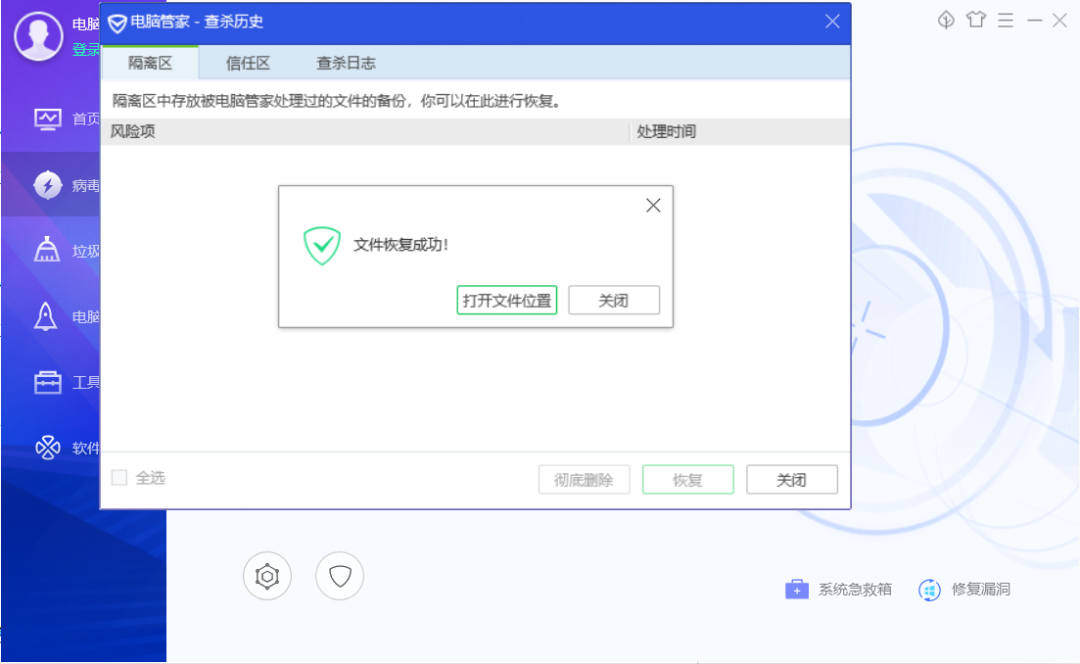 电脑
登录
首页
病毒
垃圾
电脑
工具
软件
电脑管家 - 查杀历史
隔离区 信任区 查杀日志
隔离区中存放被电脑管家处理过的文件的备份，你可以在此进行恢复。
风险项 处理时间
文件恢复成功!
打开文件位置 关闭
全选 彻底删除 恢复 关闭
系统急救箱 修复漏洞